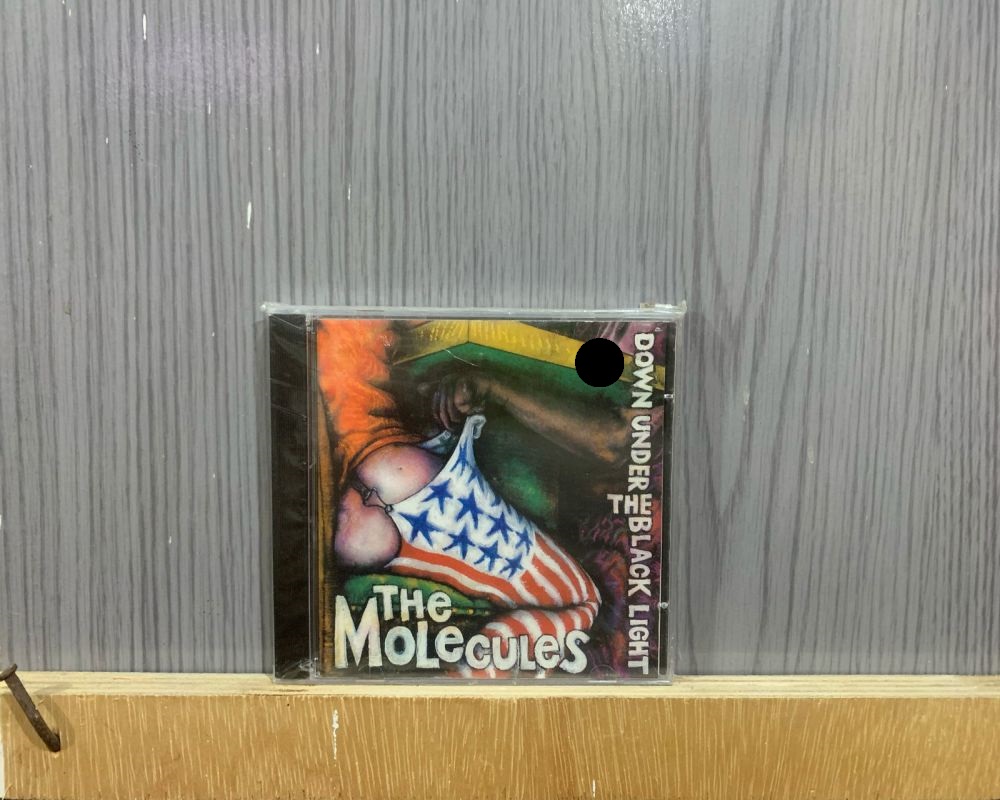 DOWN UNDER THE BLACK LIGHT
THE
MOLeCULeS